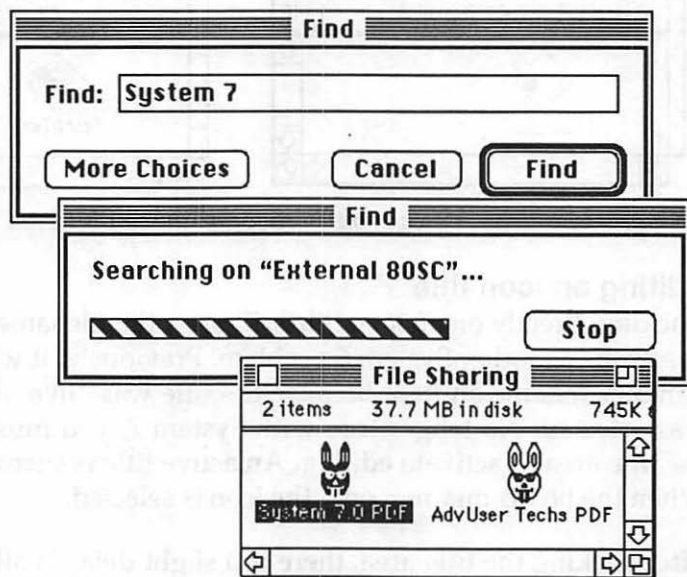 Find
Find: System 7
More Choices Cancel Find
Find
Searching on “External 80SC”...
Stop
File Sharing
2 items 37.7 MB in disk 745K
System 7.0 PDF AdvUser Techs PDF